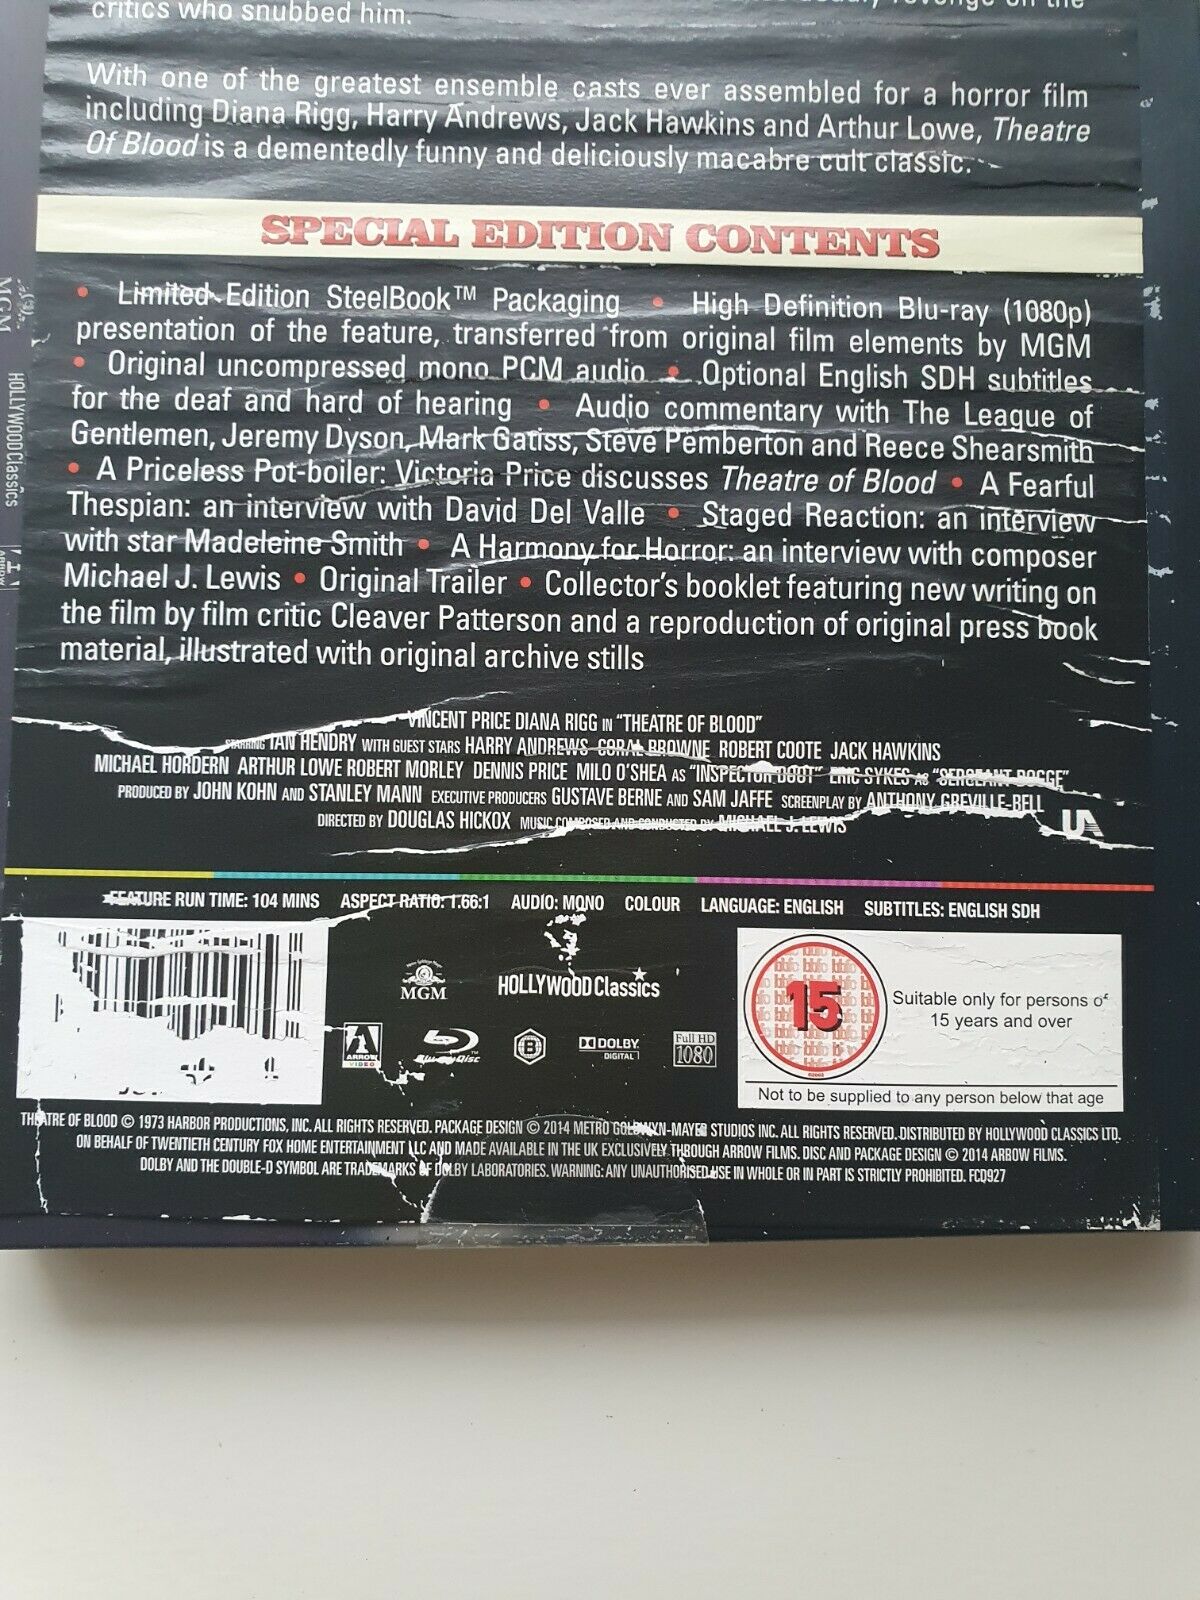 critics who snubbed him.
With one of the greatest ensemble casts ever assembled for a horror film
including Diana Rigg, Harry Andrews, Jack Hawkins and Arthur Lowe, Theatre
Of Blood is a dementedly funny and deliciously macabre cult classic.
SPECIAL EDITION CONTENTS
• Limited Edition SteelBook™ Packaging • High Definition Blu-ray (1080p)
presentation of the feature, transferred from original film elements by MGM
• Original uncompressed mono PCM audio • Optional English SDH subtitles
for the deaf and hard of hearing • Audio commentary with The League of
Gentlemen, Jeremy Dyson, Mark Gatiss, Steve Pemberton and Reece Shearsmith
• A Priceless Pot-boiler: Victoria Price discusses Theatre of Blood • A Fearful
Thespian: an interview with David Del Valle • Staged Reaction: an interview
with star Madeleine Smith • A Harmony for Horror: an interview with composer
Michael J. Lewis • Original Trailer • Collector's booklet featuring new writing on
the film by film critic Cleaver Patterson and a reproduction of original press book
material, illustrated with original archive stills
VINCENT PRICE DIANA RIGG IN "THEATRE OF BLOOD"
STARRING IAN HENDRY WITH GUEST STARS HARRY ANDREWS CORAL BROWNE ROBERT COOTE JACK HAWKINS
MICHAEL HORDERN ARTHUR LOWE ROBERT MORLEY DENNIS PRICE MILO O'SHEA AS "INSPECTOR BOOT" ERIC SYKES AS "SERGEANT DOGGE"
PRODUCED BY JOHN KOHN AND STANLEY MANN EXECUTIVE PRODUCERS GUSTAVE BERNE AND SAM JAFFE SCREENPLAY BY ANTHONY GREVILLE-BELL
DIRECTED BY DOUGLAS HICKOX MUSIC COMPOSED AND CONDUCTED BY MICHAEL J. LEWIS
UA
FEATURE RUN TIME: 104 MINS ASPECT RATIO: 1.66:1 AUDIO: MONO COLOUR LANGUAGE: ENGLISH SUBTITLES: ENGLISH SDH
MGM
HOLLYWOOD Classics
ARROW VIDEO
Blu-ray Disc
B
DOLBY DIGITAL
Full HD 1080
15
Suitable only for persons of
15 years and over
Not to be supplied to any person below that age
THEATRE OF BLOOD © 1973 HARBOR PRODUCTIONS, INC. ALL RIGHTS RESERVED. PACKAGE DESIGN © 2014 METRO GOLDWYN-MAYER STUDIOS INC. ALL RIGHTS RESERVED. DISTRIBUTED BY HOLLYWOOD CLASSICS LTD.
ON BEHALF OF TWENTIETH CENTURY FOX HOME ENTERTAINMENT LLC AND MADE AVAILABLE IN THE UK EXCLUSIVELY THROUGH ARROW FILMS. DISC AND PACKAGE DESIGN © 2014 ARROW FILMS.
DOLBY AND THE DOUBLE-D SYMBOL ARE TRADEMARKS OF DOLBY LABORATORIES. WARNING: ANY UNAUTHORISED USE IN WHOLE OR IN PART IS STRICTLY PROHIBITED. FCD927
MGM
HOLLYWOOD Classics
ARROW